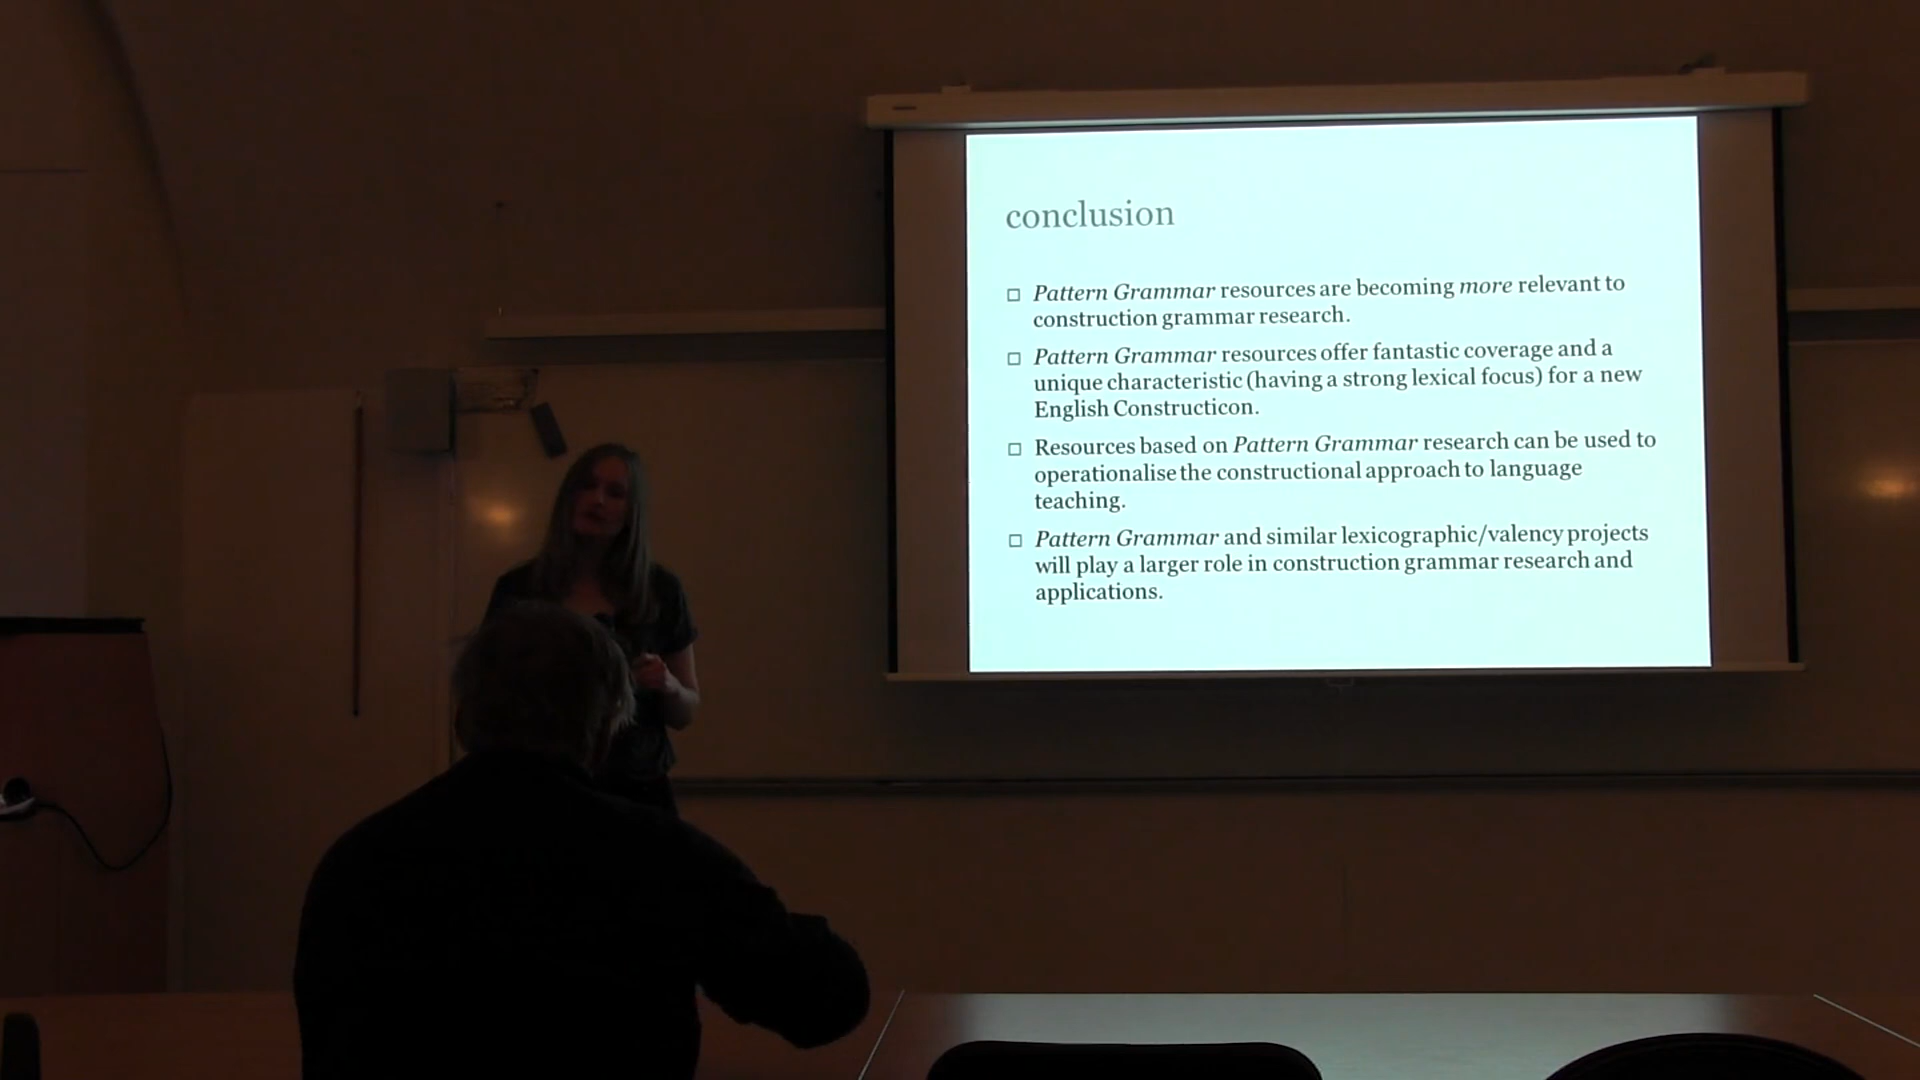 conclusion
Pattern Grammar resources are becoming more relevant to
construction grammar research.
Pattern Grammar resources offer fantastic coverage and a
unique characteristic (having a strong lexical focus) for a new
English Constructicon.
Resources based on Pattern Grammar research can be used to
operationalise the constructional approach to language
teaching.
Pattern Grammar and similar lexicographic/valency projects
will play a larger role in construction grammar research and
applications.